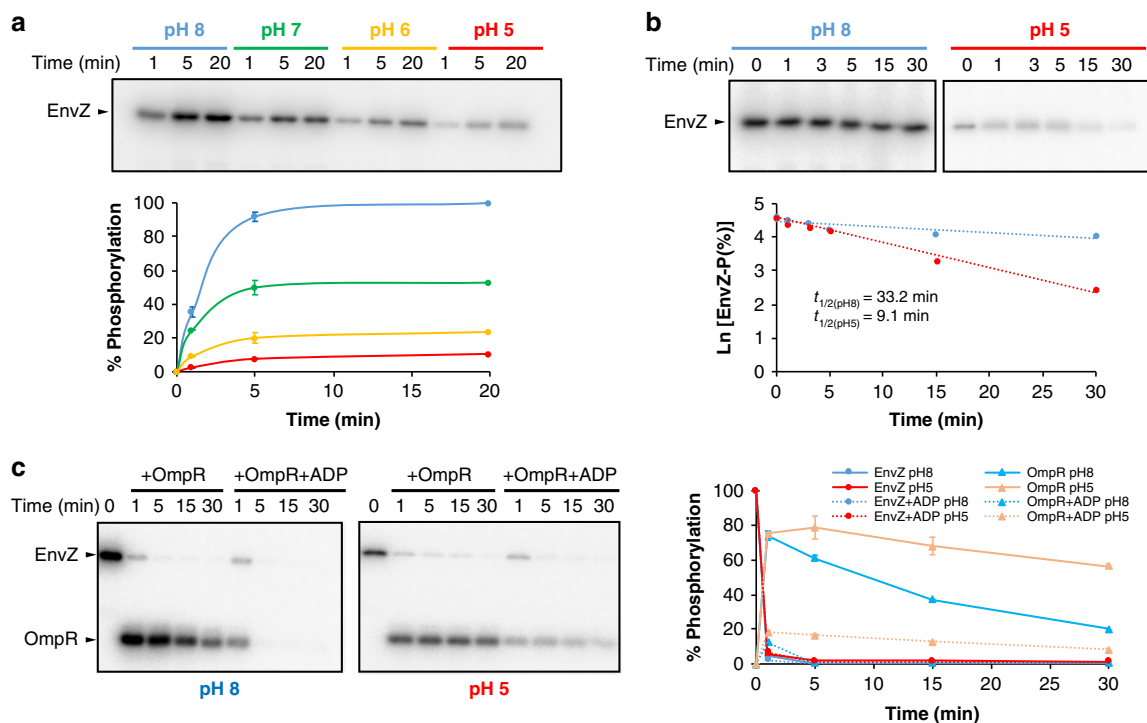 a
pH 8 pH 7 pH 6 pH 5
Time (min) 1 5 20 1 5 20 1 5 20 1 5 20
EnvZ
% Phosphorylation
100
80
60
40
20
0
0 5 10 15 20
Time (min)
b
pH 8 pH 5
Time (min) 0 1 3 5 15 30 0 1 3 5 15 30
EnvZ
Ln [EnvZ-P(%)]
5
4
3
2
1
0
t1/2(pH8) = 33.2 min
t1/2(pH5) = 9.1 min
0 5 10 15 20 25 30
Time (min)
c
+OmpR +OmpR+ADP +OmpR +OmpR+ADP
Time (min) 0 1 5 15 30 1 5 15 30 0 1 5 15 30 1 5 15 30
EnvZ
OmpR
pH 8 pH 5
EnvZ pH8 OmpR pH8
EnvZ pH5 OmpR pH5
EnvZ+ADP pH8 OmpR+ADP pH8
EnvZ+ADP pH5 OmpR+ADP pH5
% Phosphorylation
100
80
60
40
20
0
0 5 10 15 20 25 30
Time (min)